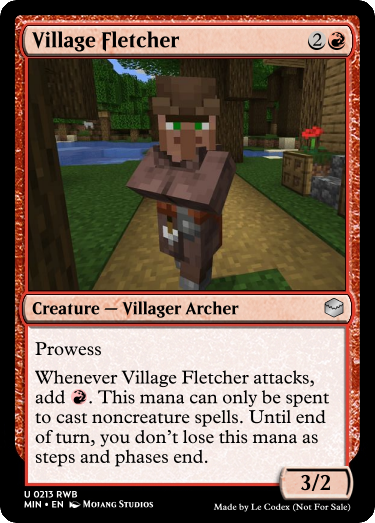 Village Fletcher 2
Creature — Villager Archer
Prowess
Whenever Village Fletcher attacks,
add . This mana can only be spent
to cast noncreature spells. Until end
of turn, you don't lose this mana as
steps and phases end.
3/2
U 0213 RWB
MIN • EN Mojang Studios
Made by Le Codex (Not For Sale)